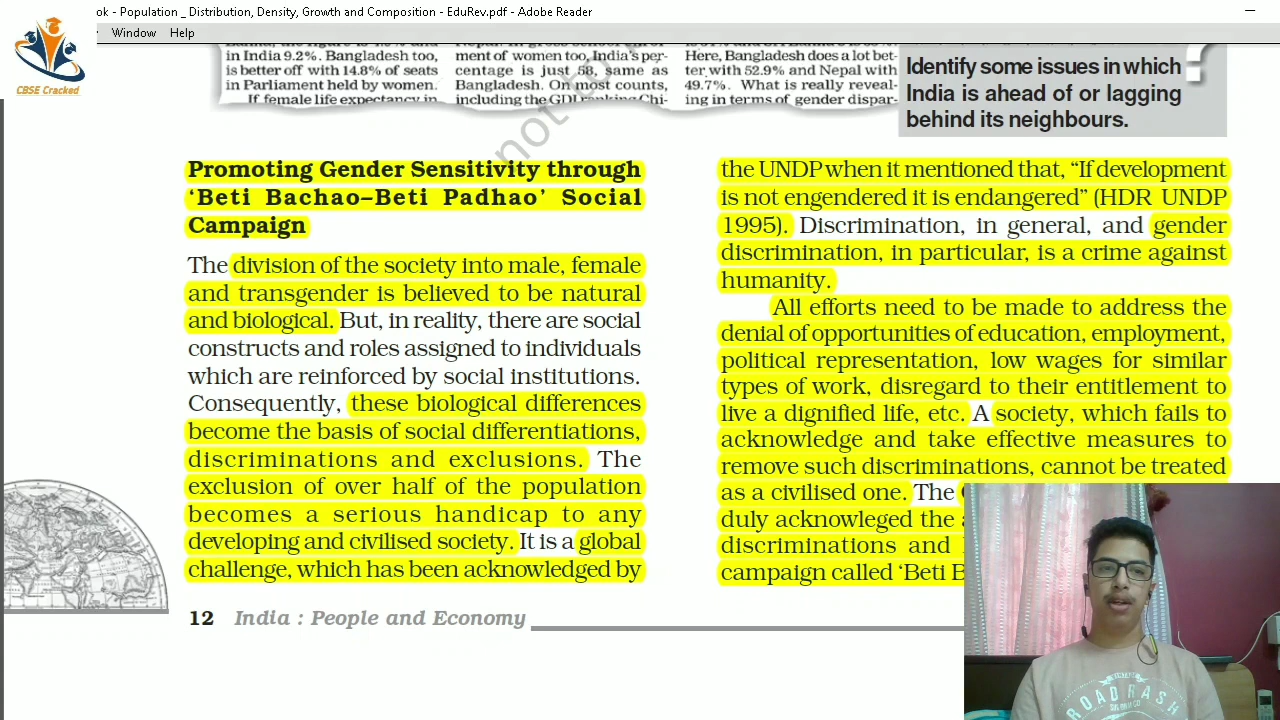 ok - Population _ Distribution, Density, Growth and Composition - EduRev.pdf - Adobe Reader
Window Help
CBSE Cracked
in India 9.2%. Bangladesh too,
is better off with 14.8% of seats
in Parliament held by women.
If female life expectancy in
ment of women too, India's per-
centage is just 58, same as
Bangladesh. On most counts,
including the GDI ranking Chi-
Here, Bangladesh does a lot bet-
ter with 52.9% and Nepal with
49.7%. What is really reveal-
ing in terms of gender dispar-
Identify some issues in which
India is ahead of or lagging
behind its neighbours.
?
not
Promoting Gender Sensitivity through
‘Beti Bachao–Beti Padhao’ Social
Campaign
The division of the society into male, female
and transgender is believed to be natural
and biological. But, in reality, there are social
constructs and roles assigned to individuals
which are reinforced by social institutions.
Consequently, these biological differences
become the basis of social differentiations,
discriminations and exclusions. The
exclusion of over half of the population
becomes a serious handicap to any
developing and civilised society. It is a global
challenge, which has been acknowledged by
the UNDP when it mentioned that, “If development
is not engendered it is endangered” (HDR UNDP
1995). Discrimination, in general, and gender
discrimination, in particular, is a crime against
humanity.
All efforts need to be made to address the
denial of opportunities of education, employment,
political representation, low wages for similar
types of work, disregard to their entitlement to
live a dignified life, etc. A society, which fails to
acknowledge and take effective measures to
remove such discriminations, cannot be treated
as a civilised one. The
duly acknowleged the
discriminations and
campaign called ‘Beti B
12 India : People and Economy
ROAD RASH